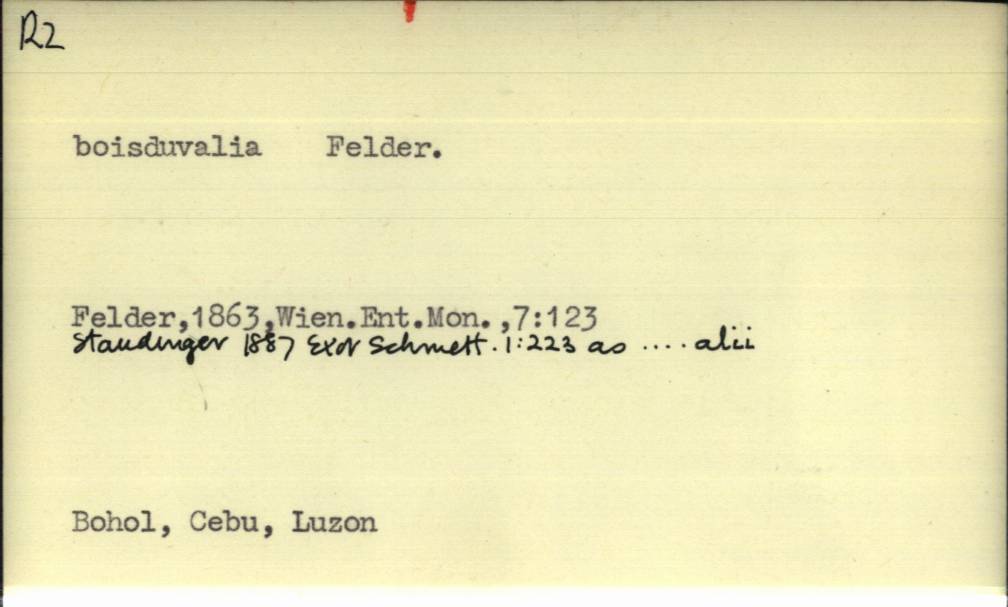 R2
boisduvalia Felder.
Felder,1863,Wien.Ent.Mon.,7:123
Staudinger 1887 Exot Schmett. 1:223 as .... alii
Bohol, Cebu, Luzon